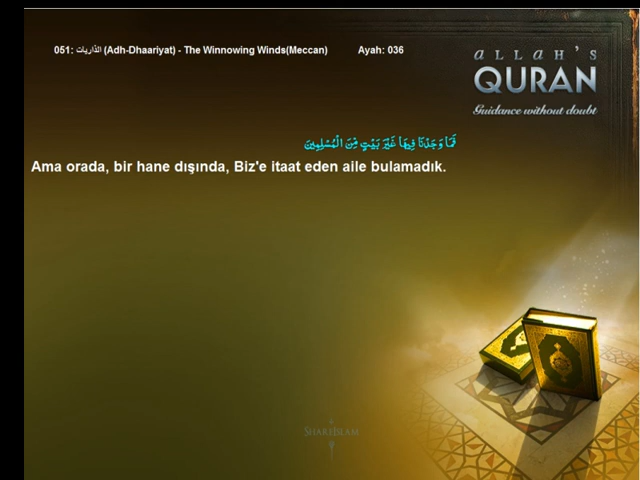 051: الذاريات (Adh-Dhaariyat) - The Winnowing Winds(Meccan) Ayah: 036
ALLAH'S
QURAN
Guidance without doubt
فَمَا وَجَدْنَا فِيهَا غَيْرَ بَيْتٍ مِّنَ الْمُسْلِمِينَ
Ama orada, bir hane dışında, Biz'e itaat eden aile bulamadık.
SHAREISLAM